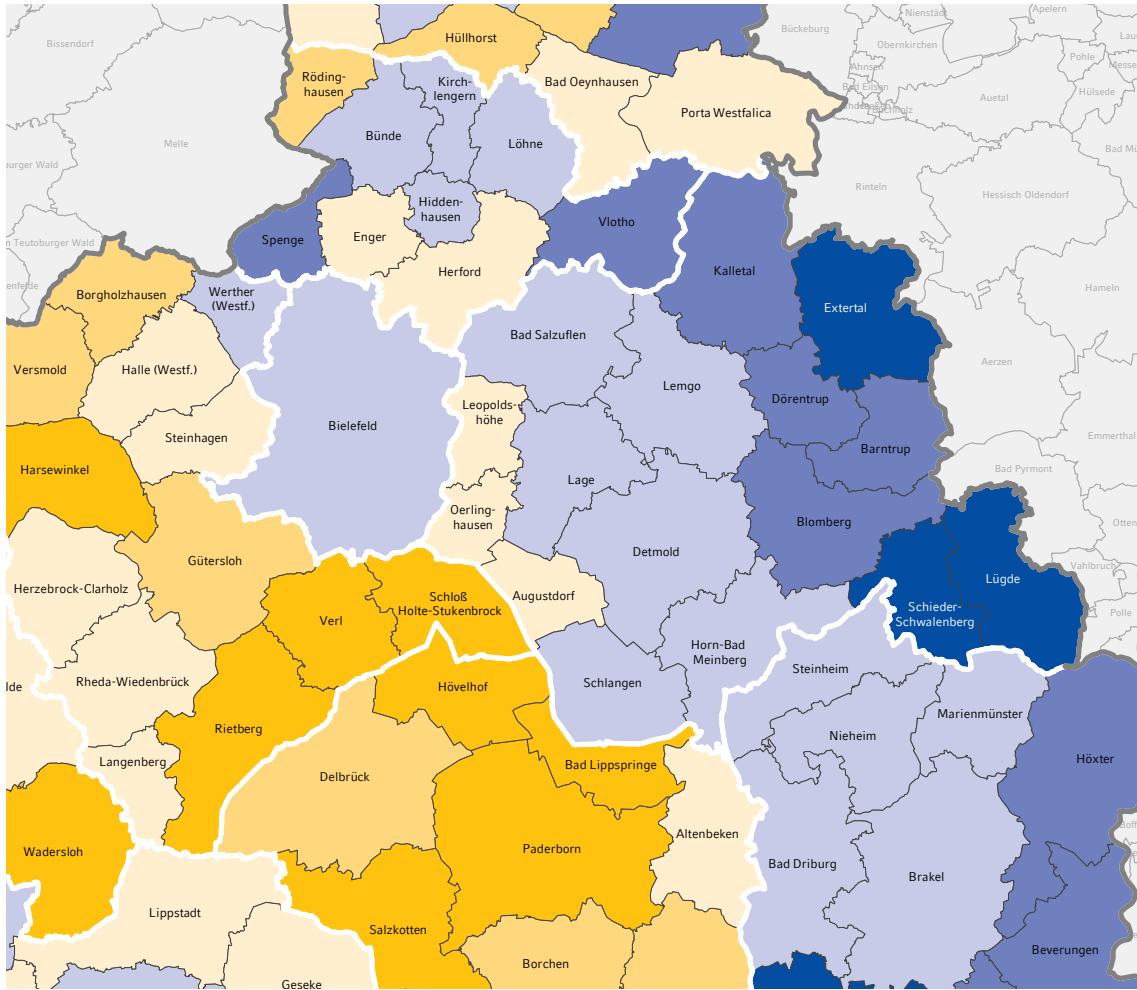 Apelern
Nienstädt
Bückeburg
Hüllhorst
Bissendorf
Obernkirchen
Pohle
Ahnsen
Röding-
hausen
Kirch-
lengern
Bad Oeynhausen
Bad Eilsen
Hülsede
Auetal
Porta Westfalica
Bünde
Löhne
Melle
Rinteln
Hessisch Oldendorf
Hidden-
hausen
Vlotho
Spenge
Enger
Herford
Kalletal
Hameln
Borgholzhausen
Werther
(Westf.)
Extertal
Bad Salzuflen
Aerzen
Versmold
Halle (Westf.)
Lemgo
Dörentrup
Leopolds-
höhe
Bielefeld
Steinhagen
Emmerthal
Barntrup
Harsewinkel
Bad Pyrmont
Lage
Oerling-
hausen
Blomberg
Detmold
Gütersloh
Vahlbruch
Lügde
Herzebrock-Clarholz
Augustdorf
Schloß
Holte-Stukenbrock
Schieder-
Schwalenberg
Polle
Verl
Horn-Bad
Meinberg
Steinheim
Rheda-Wiedenbrück
Schlangen
Hövelhof
Marienmünster
Rietberg
Nieheim
Langenberg
Höxter
Bad Lippspringe
Delbrück
Altenbeken
Paderborn
Wadersloh
Bad Driburg
Brakel
Lippstadt
Salzkotten
Beverungen
Borchen
Geseke